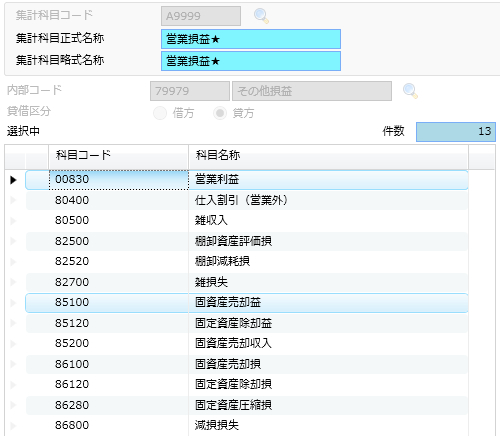 集計科目コード A9999
集計科目正式名称 営業損益★
集計科目略式名称 営業損益★
内部コード 79979 その他損益
貸借区分 借方 貸方
選択中 件数 13
科目コード 科目名称
00830 営業利益
80400 仕入割引（営業外）
80500 雑収入
82500 棚卸資産評価損
82520 棚卸減耗損
82700 雑損失
85100 固資産売却益
85120 固定資産除却益
85200 固資産売却収入
86100 固資産売却損
86120 固定資産除却損
86280 固定資産圧縮損
86800 減損損失